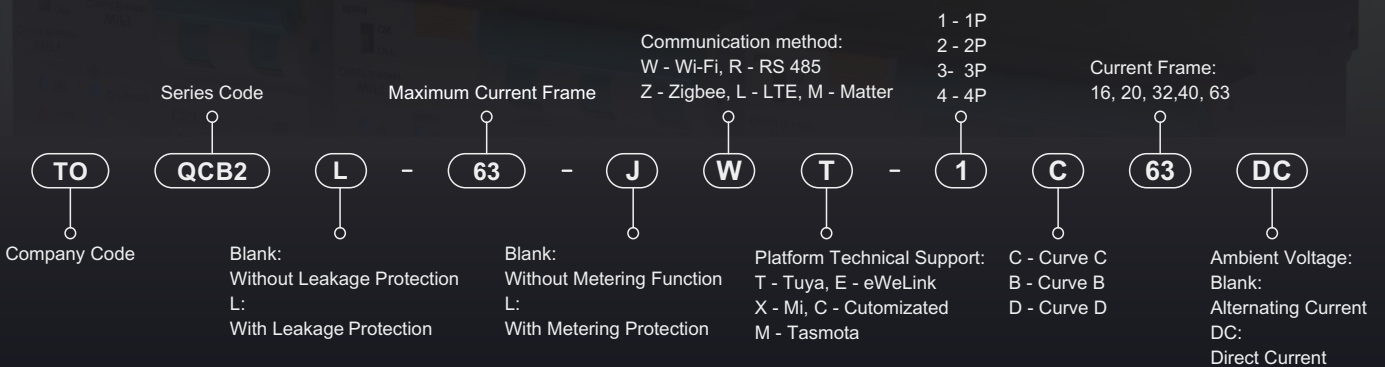 1 - 1P
2 - 2P
3- 3P
4 - 4P
Communication method:
W - Wi-Fi, R - RS 485
Z - Zigbee, L - LTE, M - Matter
Current Frame:
16, 20, 32,40, 63
Series Code
Maximum Current Frame
TO QCB2 L - 63 - J W T - 1 C 63 DC
Company Code
Blank:
Without Leakage Protection
L:
With Leakage Protection
Blank:
Without Metering Function
L:
With Metering Protection
Platform Technical Support:
T - Tuya, E - eWeLink
X - Mi, C - Cutomizated
M - Tasmota
C - Curve C
B - Curve B
D - Curve D
Ambient Voltage:
Blank:
Alternating Current
DC:
Direct Current